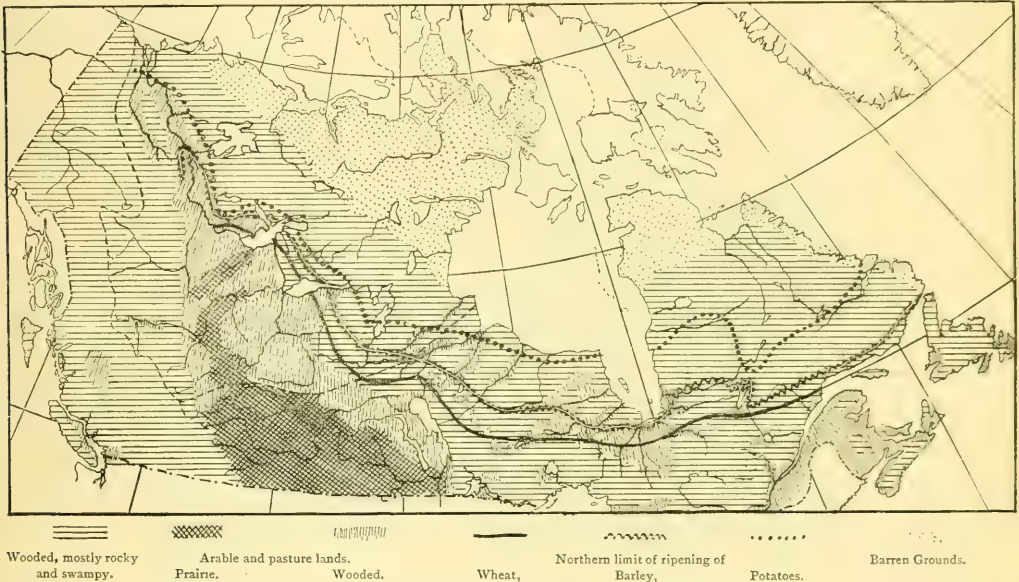 Wooded, mostly rocky
and swampy.
Arable and pasture lands.
Prairie. Wooded.
Northern limit of ripening of
Wheat, Barley, Potatoes.
Barren Grounds.